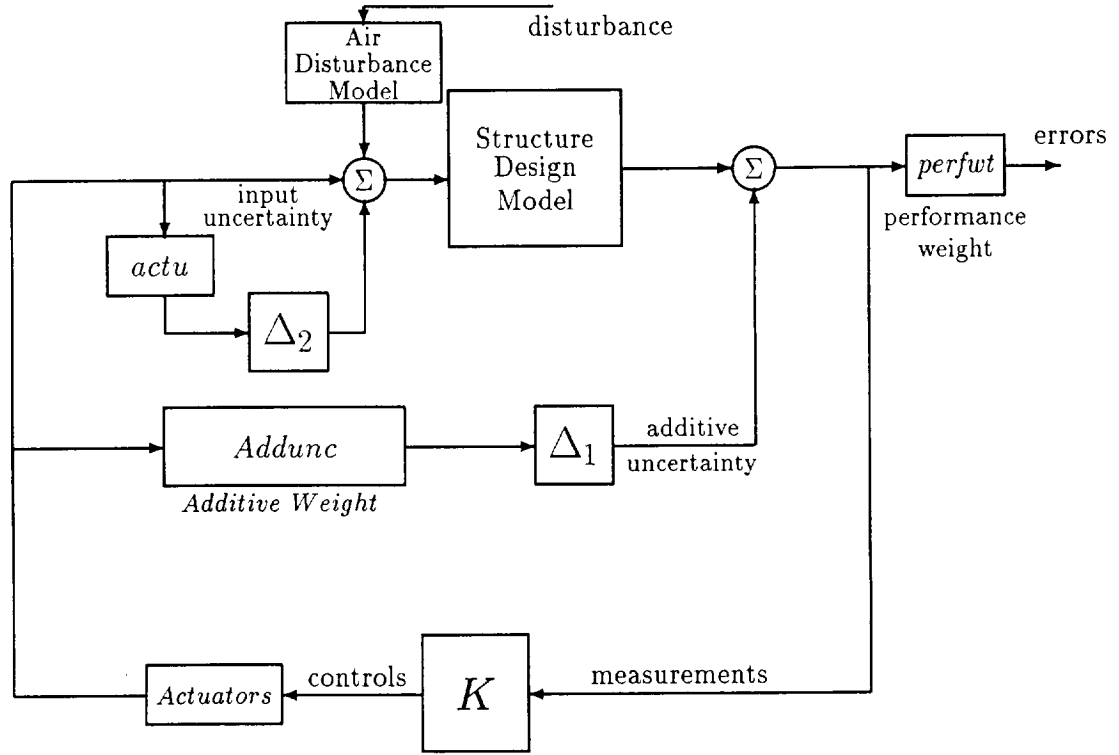 disturbance
Air
Disturbance
Model
Structure
Design
Model
Σ
Σ
errors
perfwt
performance
weight
input
uncertainty
actu
Δ₂
Addunc
Additive Weight
Δ₁
additive
uncertainty
Actuators
controls
K
measurements